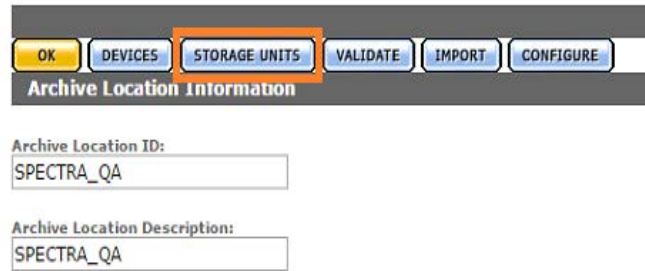 OK DEVICES STORAGE UNITS VALIDATE IMPORT CONFIGURE
Archive Location Information
Archive Location ID:
SPECTRA_QA
Archive Location Description:
SPECTRA_QA